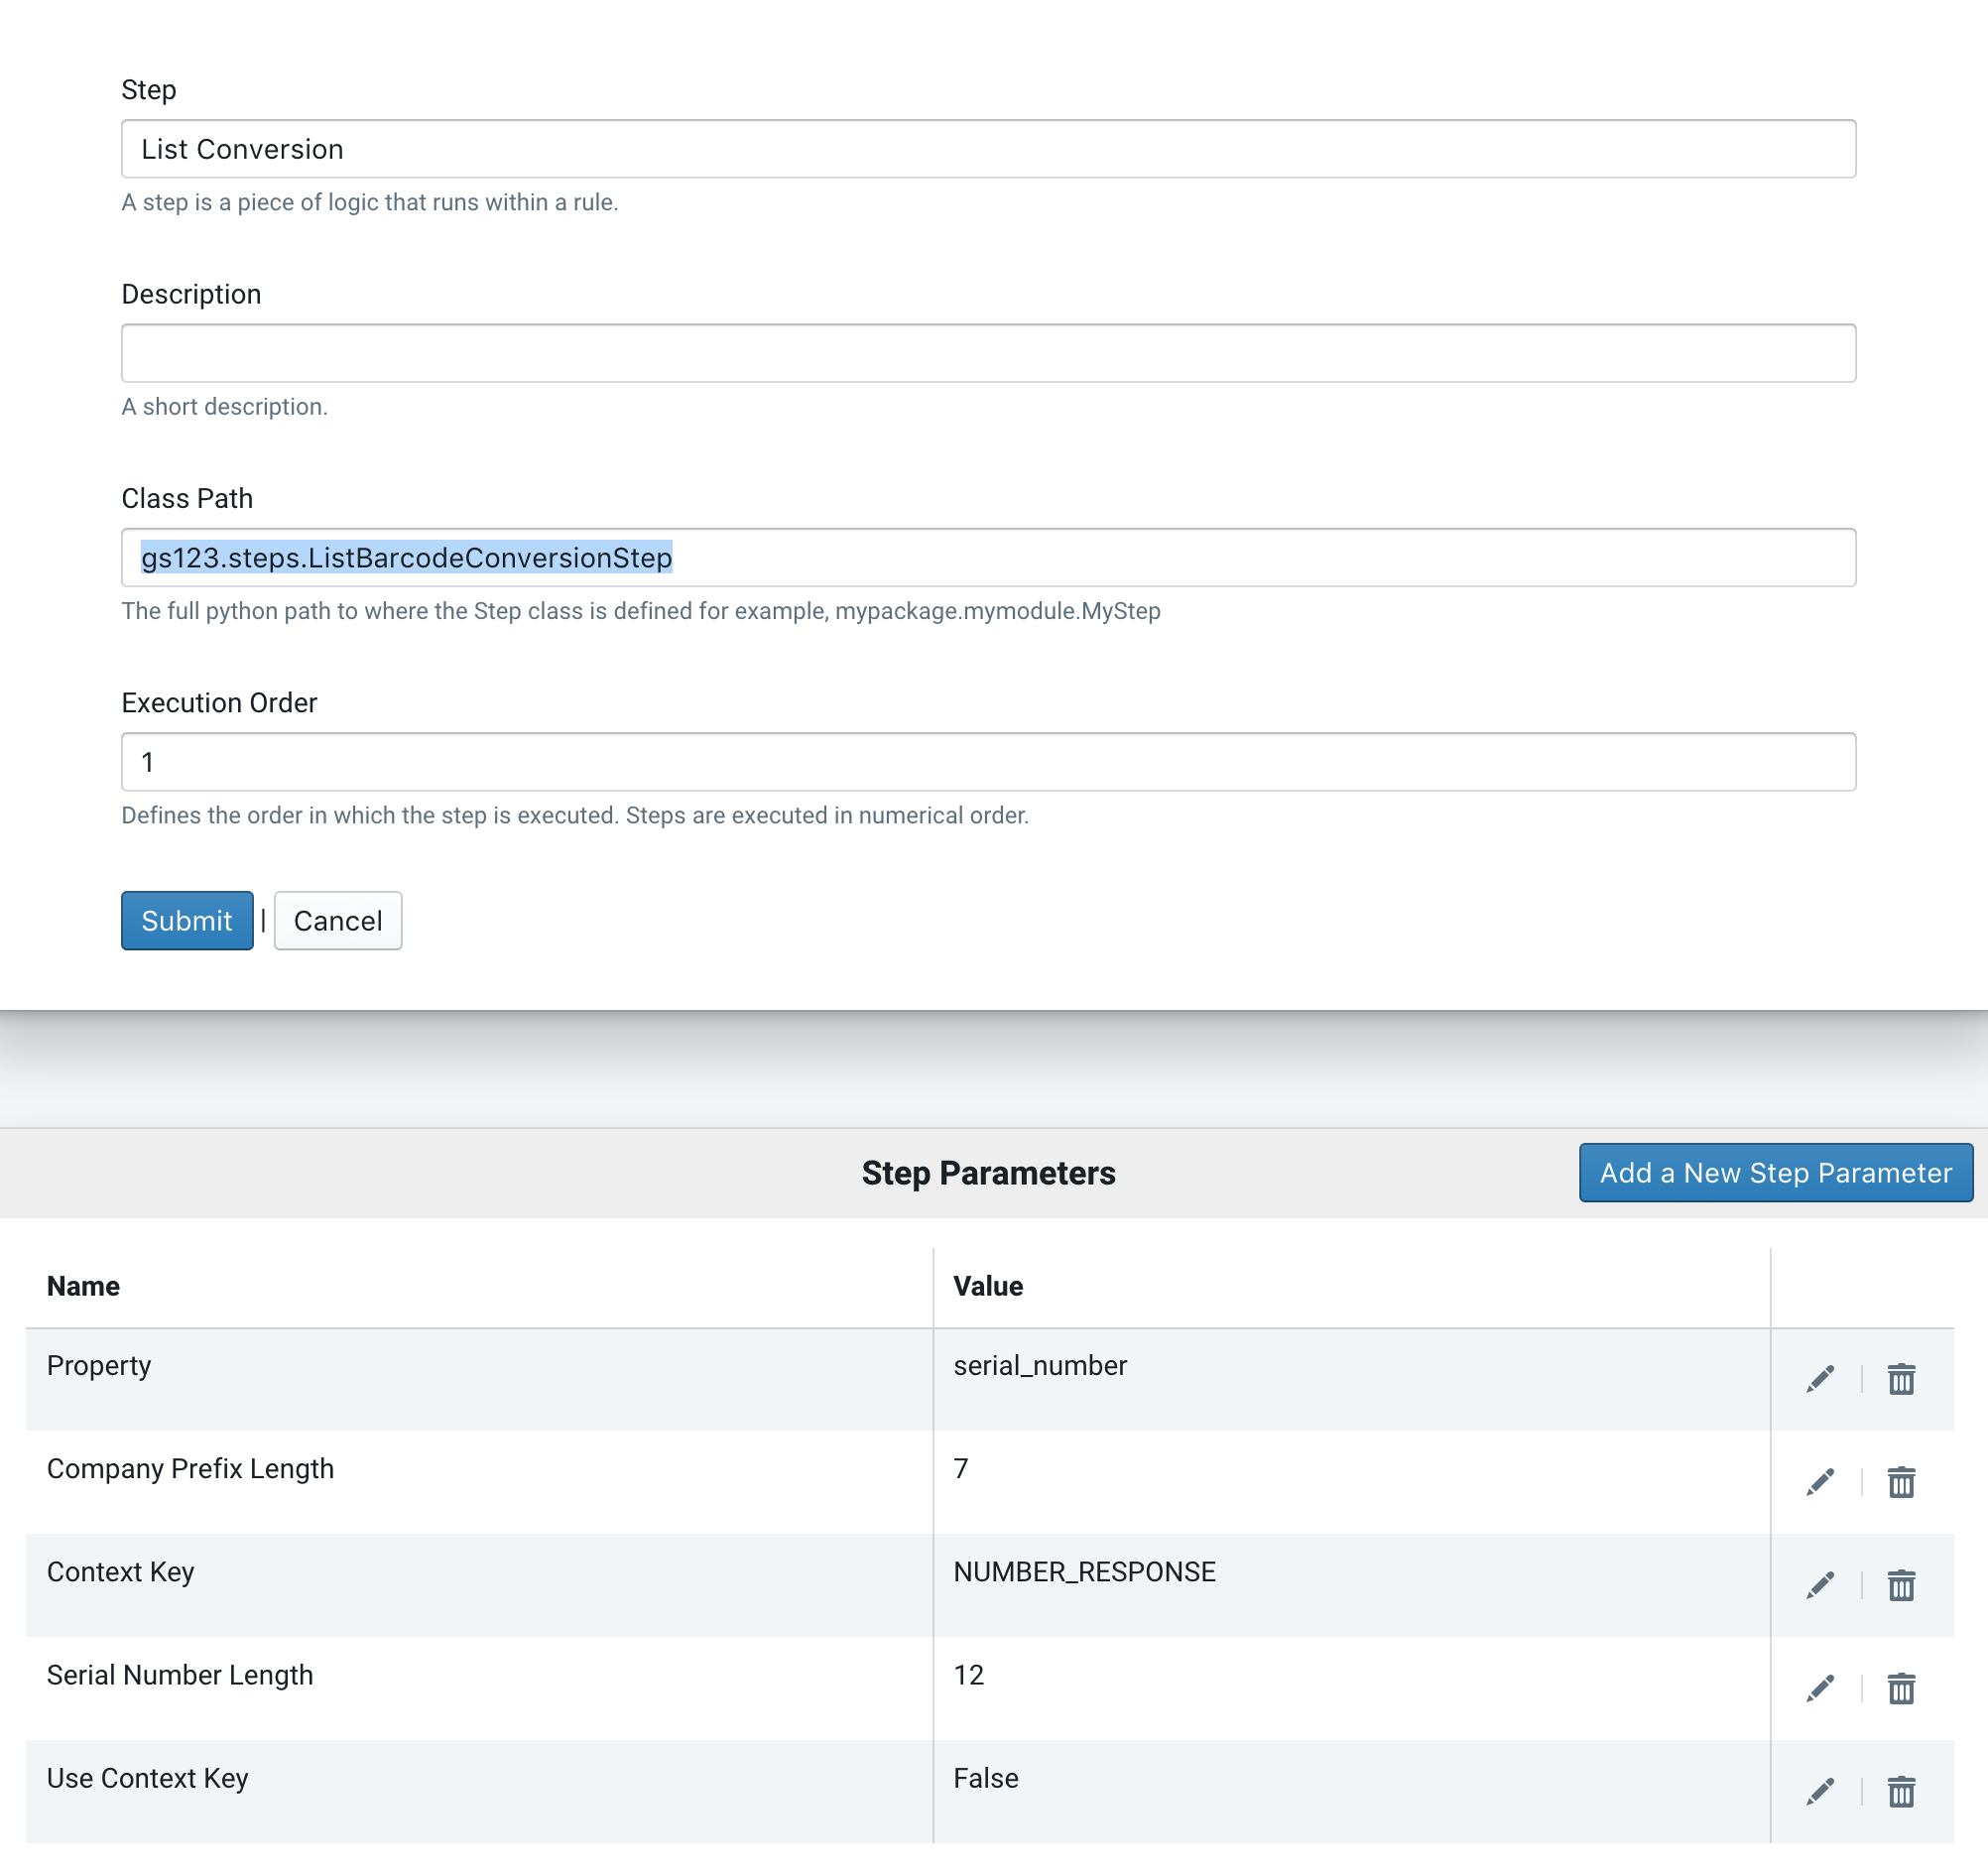 Step
List Conversion
A step is a piece of logic that runs within a rule.
Description
A short description.
Class Path
gs123.steps.ListBarcodeConversionStep
The full python path to where the Step class is defined for example, mypackage.mymodule.MyStep
Execution Order
1
Defines the order in which the step is executed. Steps are executed in numerical order.
Submit | Cancel
Step Parameters Add a New Step Parameter
Name Value
Property serial_number
Company Prefix Length 7
Context Key NUMBER_RESPONSE
Serial Number Length 12
Use Context Key False